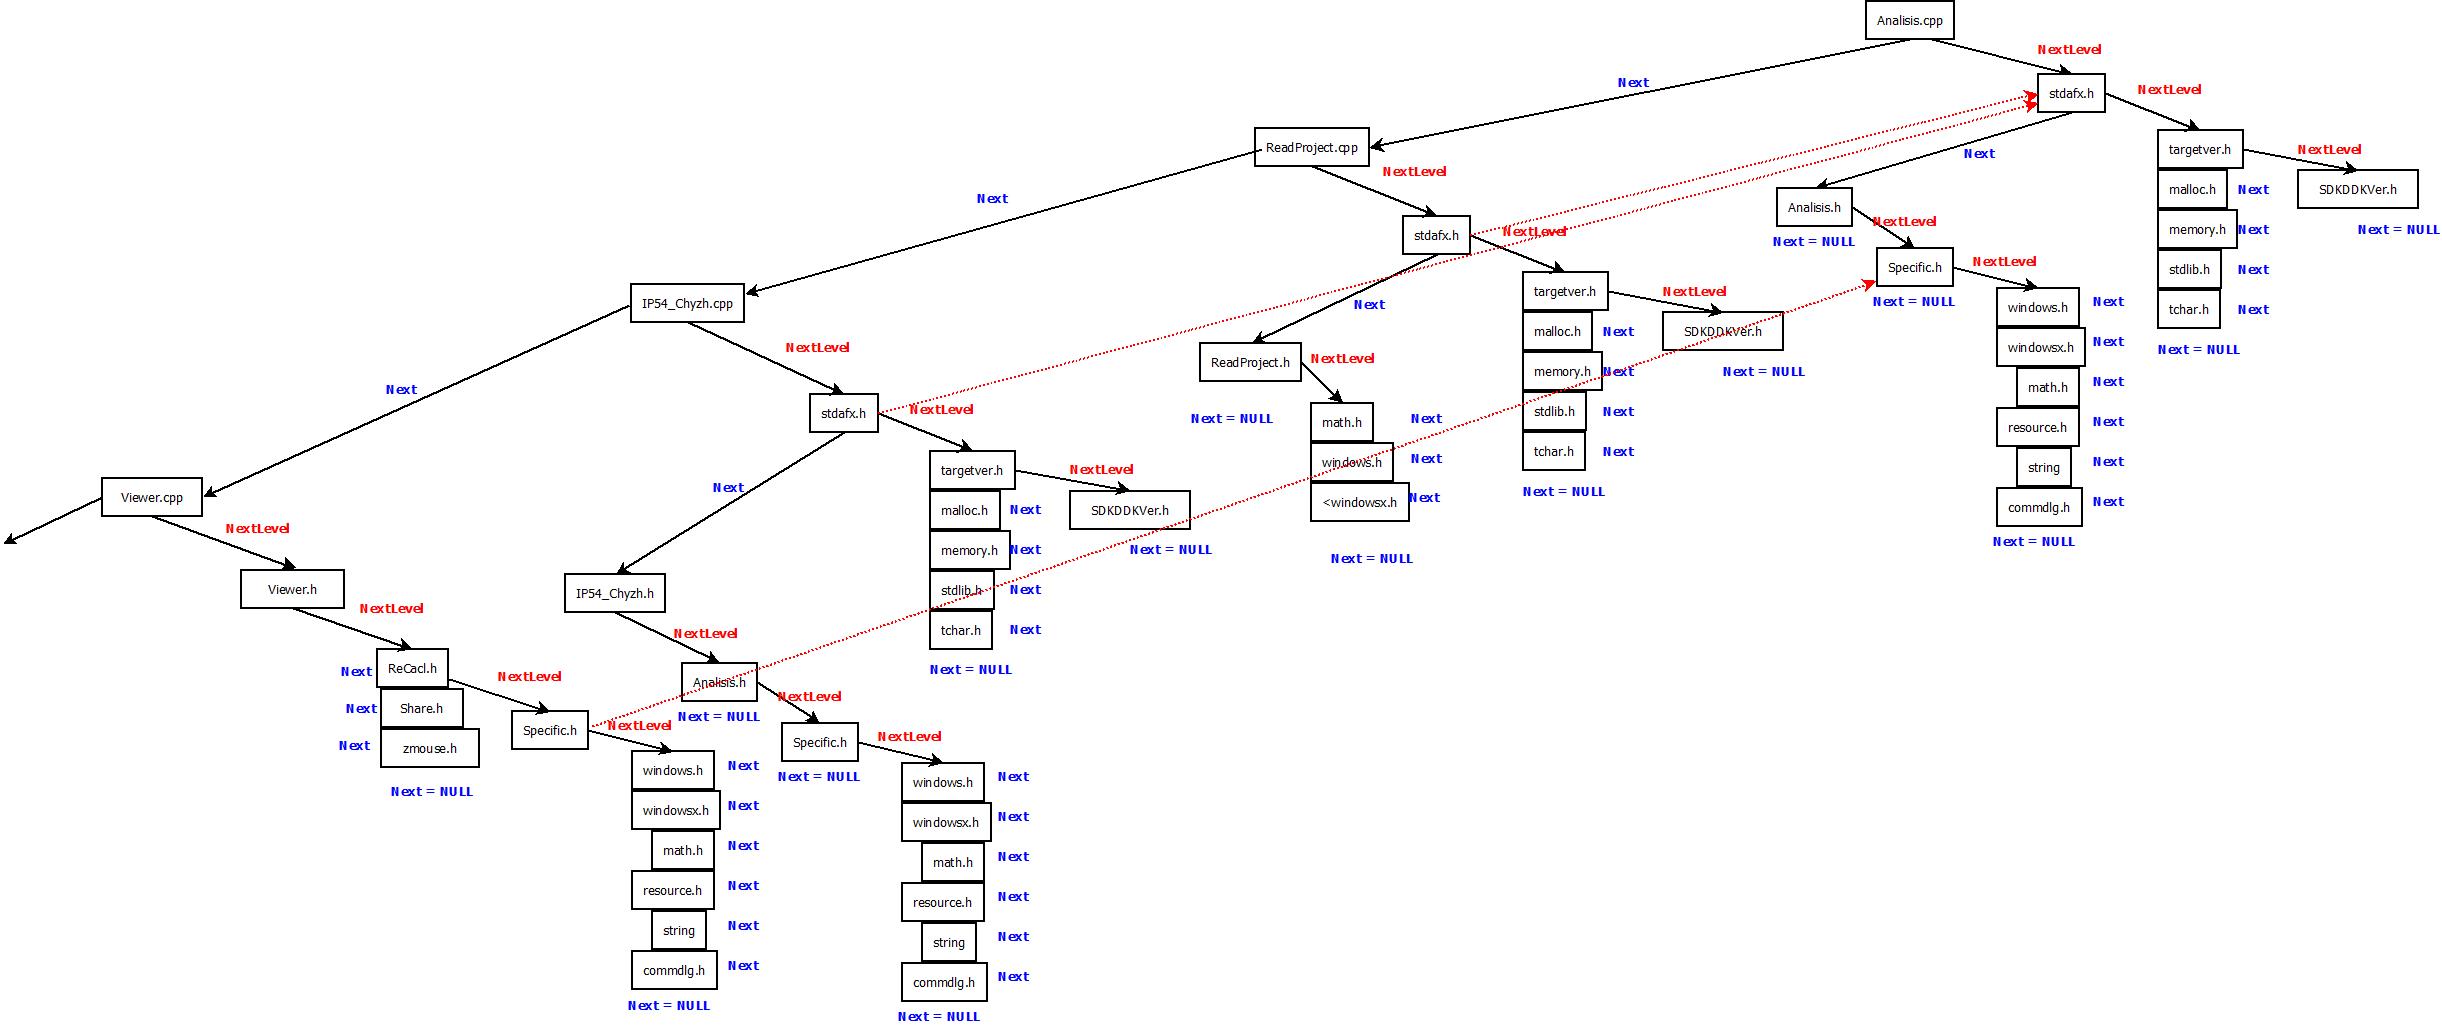 Analisis.cpp
NextLevel
Next
stdafx.h
NextLevel
ReadProject.cpp
targetver.h
NextLevel
Next
NextLevel
SDKDDKVer.h
malloc.h
Next
Next
Analisis.h
NextLevel
memory.h
Next
Next = NULL
stdafx.h
NextLevel
Next = NULL
Specific.h
NextLevel
stdlib.h
Next
IP54_Chyzh.cpp
Next
targetver.h
NextLevel
Next = NULL
windows.h
Next
tchar.h
Next
malloc.h
Next
SDKDDKVer.h
windowsx.h
Next
Next = NULL
NextLevel
ReadProject.h
NextLevel
memory.h
Next
Next = NULL
math.h
Next
Next
stdafx.h
NextLevel
Next = NULL
math.h
Next
stdlib.h
Next
resource.h
Next
windows.h
Next
tchar.h
Next
string
Next
Viewer.cpp
Next
targetver.h
NextLevel
<windowsx.h
Next
Next = NULL
commdlg.h
Next
NextLevel
malloc.h
Next
SDKDDKVer.h
Next = NULL
memory.h
Next
Next = NULL
Next = NULL
Viewer.h
IP54_Chyzh.h
stdlib.h
Next
NextLevel
NextLevel
tchar.h
Next
Next
ReCacl.h
NextLevel
Analisis.h
NextLevel
Next = NULL
Next
Share.h
Next = NULL
Specific.h
NextLevel
Specific.h
NextLevel
Next
zmouse.h
windows.h
Next
Next = NULL
windows.h
Next
Next = NULL
windowsx.h
Next
windowsx.h
Next
math.h
Next
math.h
Next
resource.h
Next
resource.h
Next
string
Next
string
Next
commdlg.h
Next
commdlg.h
Next
Next = NULL
Next = NULL